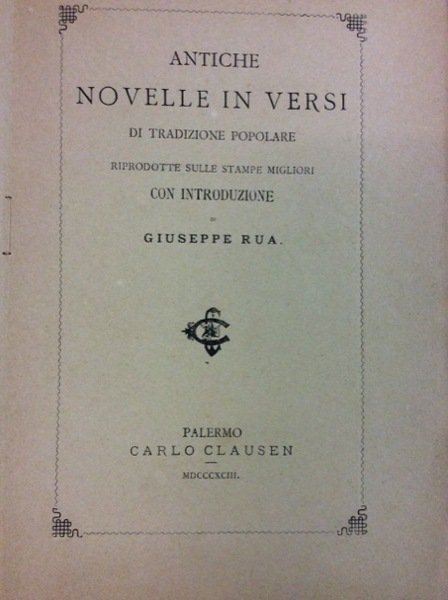 ANTICHE
NOVELLE IN VERSI
DI TRADIZIONE POPOLARE
RIPRODOTTE SULLE STAMPE MIGLIORI
CON INTRODUZIONE
DI
GIUSEPPE RUA.
PALERMO
CARLO CLAUSEN
MDCCCXCIII.